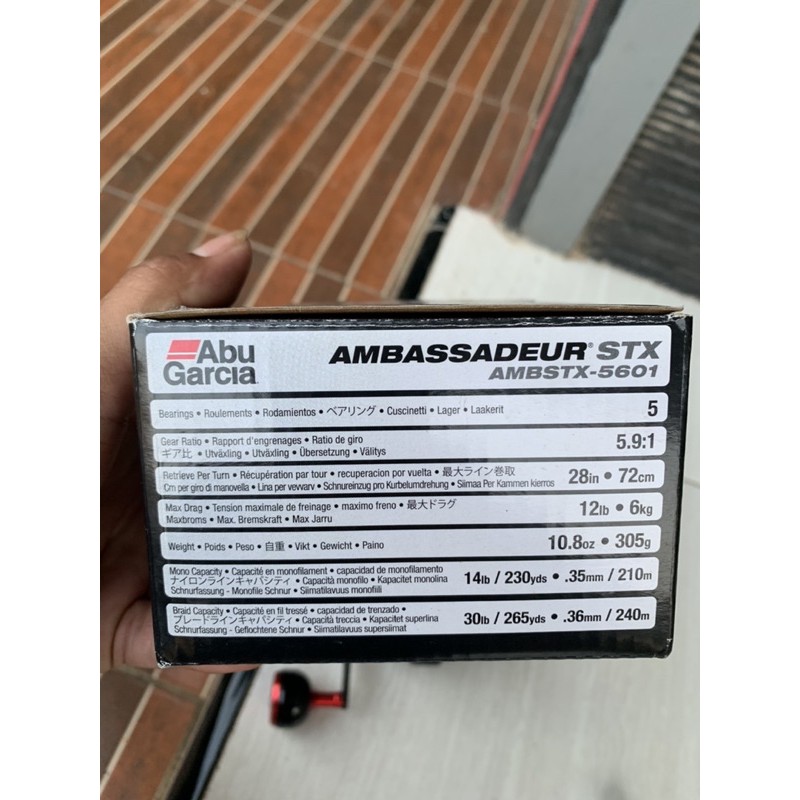 Abu
Garcia
AMBASSADEUR® STX
AMBSTX-5601
Bearings • Roulements • Rodamientos • ベアリング • Cuscinetti • Lager • Laakerit
5
Gear Ratio • Rapport d'engrenages • Ratio de giro
ギア比 • Utväxling • Utväxling • Übersetzung • Välitys
5.9:1
Retrieve Per Turn • Récupération par tour • recuperacion por vuelta • 最大ライン巻取
Cm per giro di manovella • Lina per vevvarv • Schnureinzug pro Kurbelumdrehung • Siimaa Per Kammen kierros
28in • 72cm
Max Drag • Tension maximale de freinage • maximo freno • 最大ドラグ
Maxbroms • Max. Bremskraft • Max Jarru
12lb • 6kg
Weight • Poids • Peso • 自重 • Vikt • Gewicht • Paino
10.8oz • 305g
Mono Capacity • Capacité en monofilament • capacidad de monofilamento
ナイロンラインキャパシティ • Capacità monofilo • Kapacitet monolina
Schnurfassung - Monofile Schnur • Siimatilavuus monofiili
14lb / 230yds • .35mm / 210m
Braid Capacity • Capacité en fil tressé • capacidad de trenzado •
ブレードラインキャパシティ • Capacità treccia • Kapacitet superlina
Schnurfassung - Geflochtene Schnur • Siimatilavuus supersiimat
30lb / 265yds • .36mm / 240m